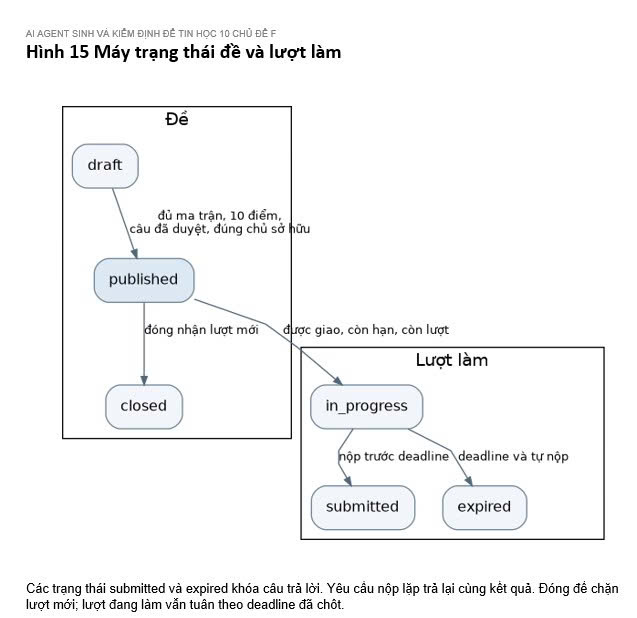 AI AGENT SINH VÀ KIỂM ĐỊNH ĐỀ TIN HỌC 10 CHỦ ĐỀ F
Hình 15 Máy trạng thái đề và lượt làm
Đề
draft
đủ ma trận, 10 điểm,
câu đã duyệt, đúng chủ sở hữu
published
đóng nhận lượt mới
được giao, còn hạn, còn lượt
closed
Lượt làm
in_progress
nộp trước deadline
deadline và tự nộp
submitted
expired
Các trạng thái submitted và expired khóa câu trả lời. Yêu cầu nộp lặp trả lại cùng kết quả. Đóng để chặn
lượt mới; lượt đang làm vẫn tuân theo deadline đã chốt.